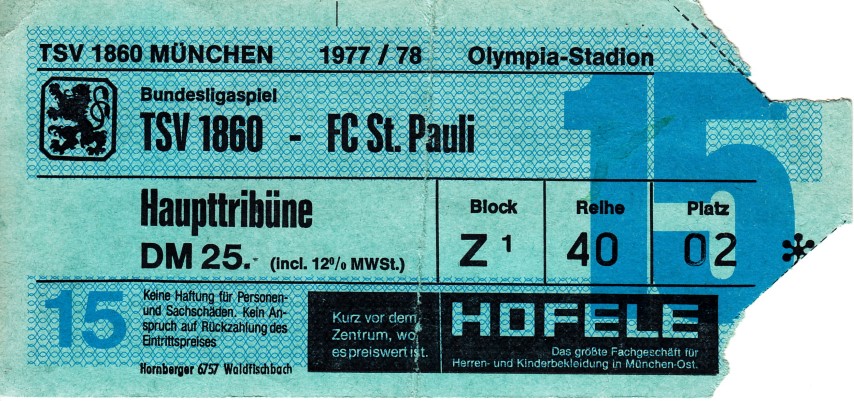 TSV 1860 MÜNCHEN 1977 / 78 Olympia-Stadion
Bundesligaspiel
TSV 1860 - FC St. Pauli
15
Haupttribüne
DM 25.- (incl. 12% MWSt.)
Block Reihe Platz
Z 1 40 02 *
15
Keine Haftung für Personen-
und Sachschäden. Kein An-
spruch auf Rückzahlung des
Eintrittspreises
Hornberger 6757 Waldfischbach
Kurz vor dem
Zentrum, wo
es preiswert ist.
HÖFELE
Das größte Fachgeschäft für
Herren- und Kinderbekleidung in München-Ost.